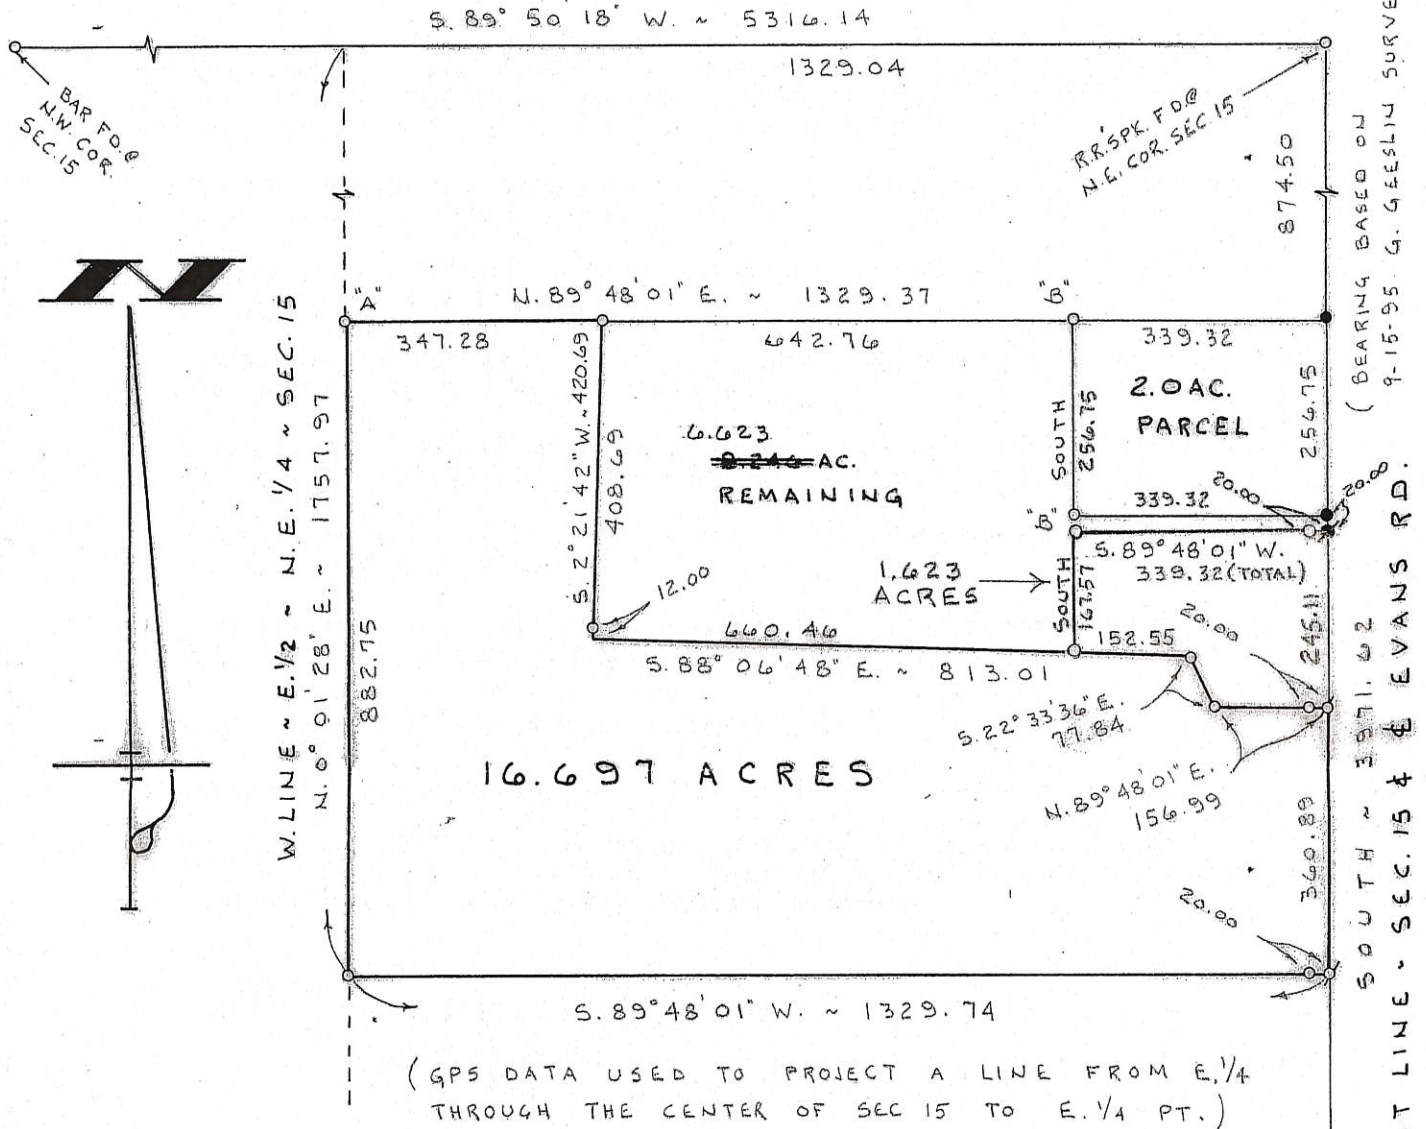 S. 89° 50' 18" W. ~ 5316.14
1329.04
BAR FD. @
N.W. COR.
SEC. 15
R.R. SPK. FD. @
N.E. COR. SEC 15
874.50
(BEARING BASED ON
9-15-95 G. GEESLIN
N
"A"
N. 89° 48' 01" E. ~ 1329.37
"B"
347.28
642.76
339.32
W. LINE ~ E. 1/2 ~ N.E. 1/4 ~ SEC. 15
N. 0° 01' 28" E. ~ 1757.97
882.75
S. 2° 21' 42" W. ~ 420.69
408.69
6.623
AC.
REMAINING
SOUTH
256.75
2.0 AC.
PARCEL
256.75
339.32
20.00
20.00
"B"
S. 89° 48' 01" W.
339.32 (TOTAL)
1.623
ACRES
SOUTH
167.57
12.00
660.46
152.55
20.00
245.11
S. 88° 06' 48" E. ~ 813.01
S. 22° 33' 36" E.
77.84
N. 89° 48' 01" E.
156.99
16.697 ACRES
360.89
20.00
SOUTH ~ 3971.62
T LINE ~ SEC. 15 & ℄ EVANS RD.
S. 89° 48' 01" W. ~ 1329.74
(GPS DATA USED TO PROJECT A LINE FROM E. 1/4
THROUGH THE CENTER OF SEC 15 TO E. 1/4 PT.)